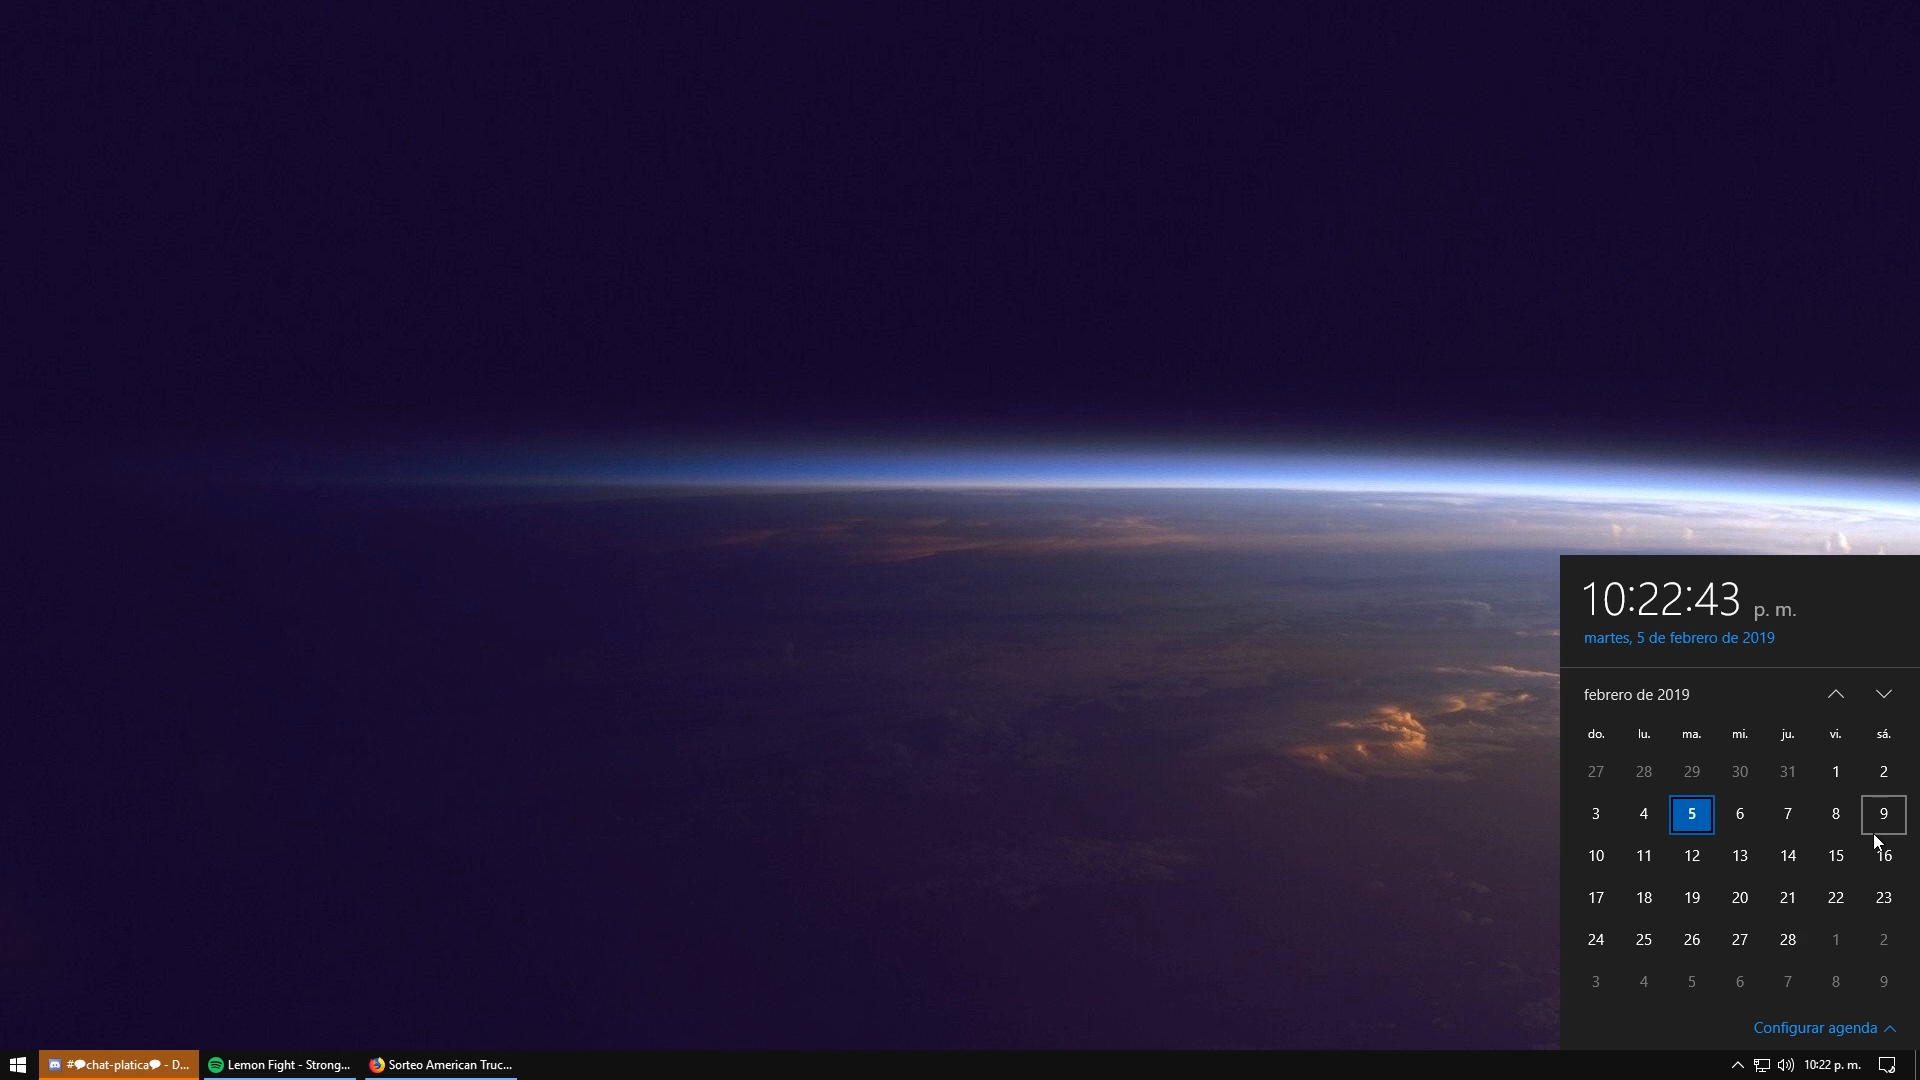 10:22:43 p. m.
martes, 5 de febrero de 2019
febrero de 2019
do. lu. ma. mi. ju. vi. sá.
27 28 29 30 31 1 2
3 4 5 6 7 8 9
10 11 12 13 14 15 16
17 18 19 20 21 22 23
24 25 26 27 28 1 2
3 4 5 6 7 8 9
Configurar agenda
#💬chat-platica💬 - D... Lemon Fight - Strong... Sorteo American Truc... 10:22 p. m.